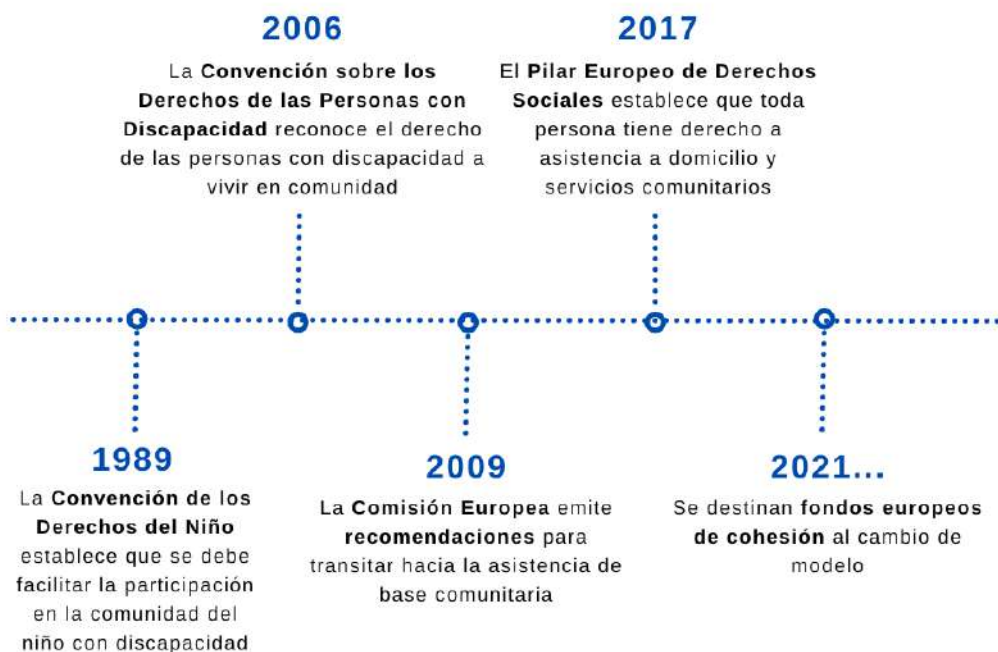 2006
La Convención sobre los
Derechos de las Personas con
Discapacidad reconoce el derecho
de las personas con discapacidad a
vivir en comunidad
2017
El Pilar Europeo de Derechos
Sociales establece que toda
persona tiene derecho a
asistencia a domicilio y
servicios comunitarios
1989
La Convención de los
Derechos del Niño
establece que se debe
facilitar la participación
en la comunidad del
niño con discapacidad
2009
La Comisión Europea emite
recomendaciones para
transitar hacia la asistencia de
base comunitaria
2021...
Se destinan fondos europeos
de cohesión al cambio de
modelo